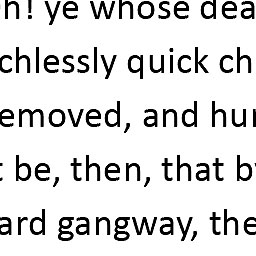 h! ye whose dea
chlessly quick ch
emoved, and hur
t be, then, that b
ard gangway, the